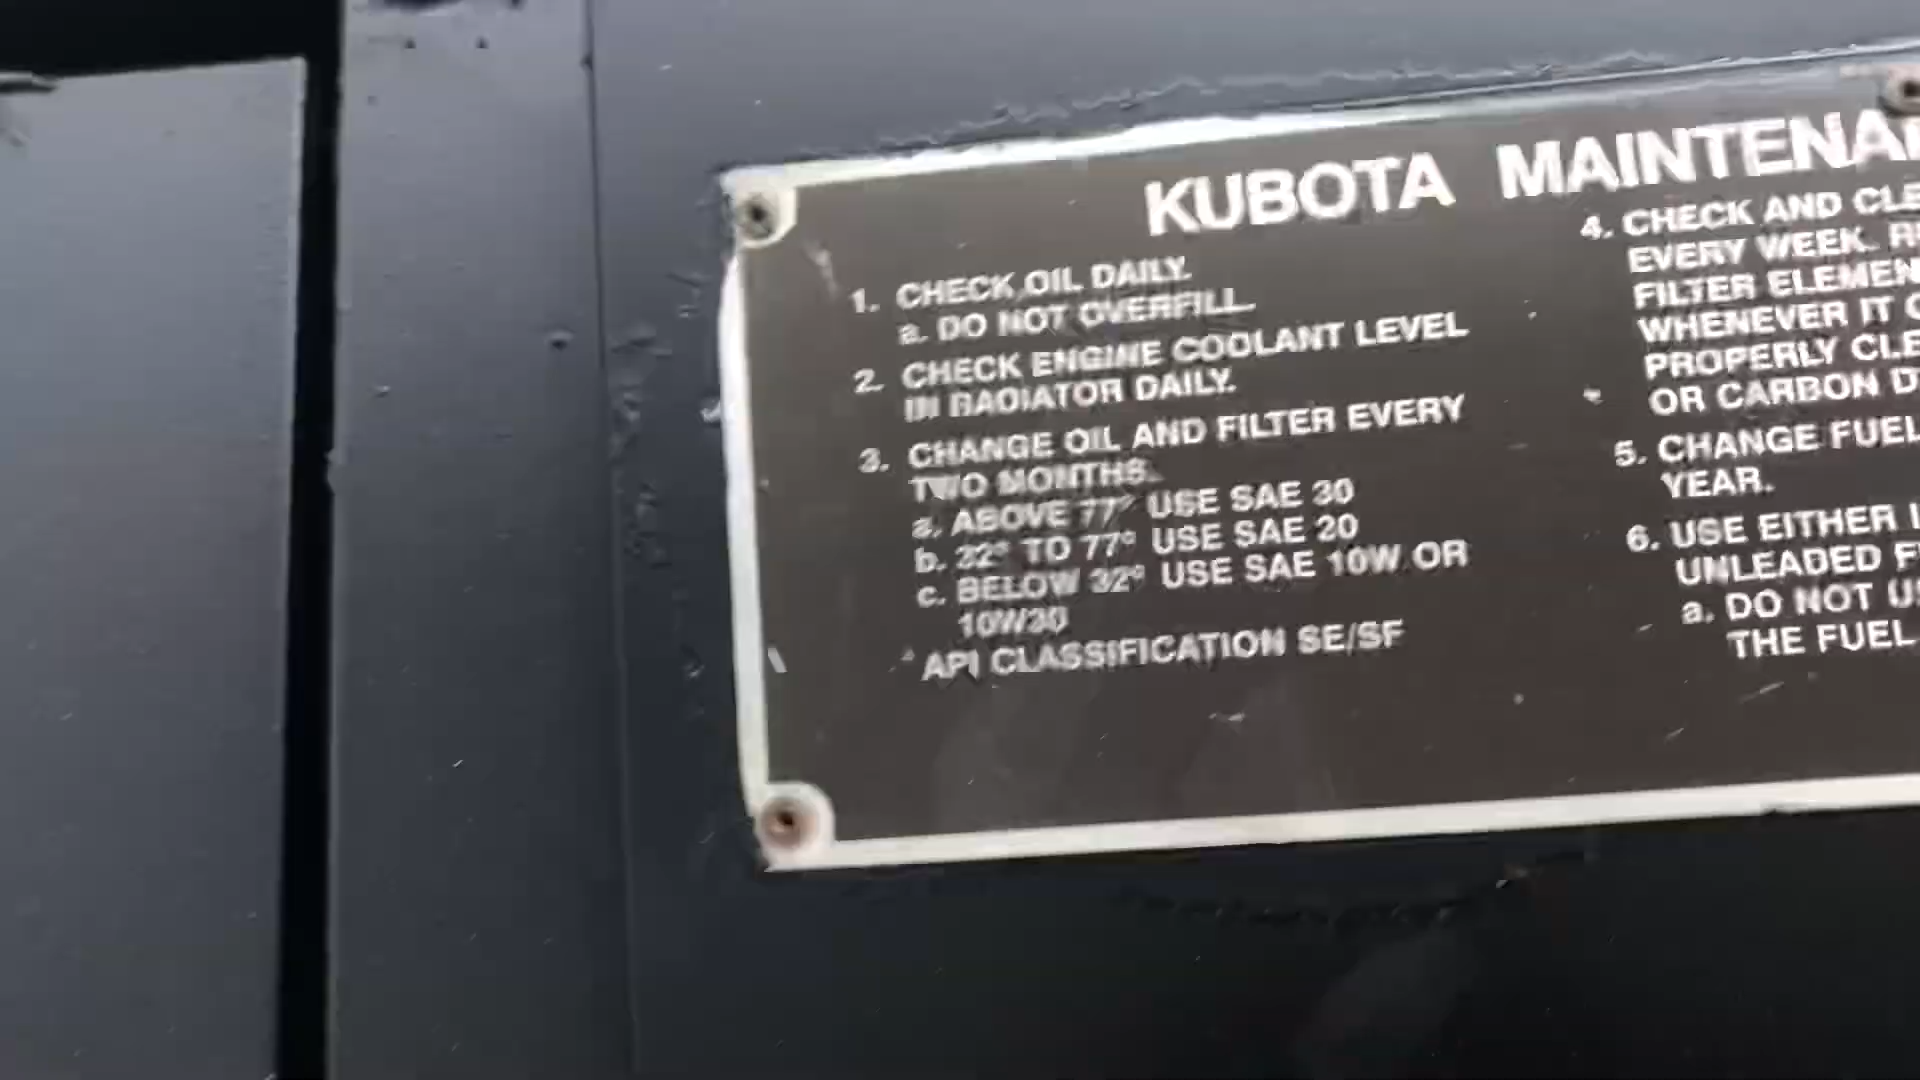 KUBOTA MAINTENA
1. CHECK OIL DAILY.
a. DO NOT OVERFILL.
2. CHECK ENGINE COOLANT LEVEL
IN RADIATOR DAILY.
3. CHANGE OIL AND FILTER EVERY
TWO MONTHS.
a. ABOVE 77° USE SAE 30
b. 32° TO 77° USE SAE 20
c. BELOW 32° USE SAE 10W OR
10W30
* API CLASSIFICATION SE/SF
4. CHECK AND CLE
EVERY WEEK. R
FILTER ELEMEN
WHENEVER IT
PROPERLY CLE
OR CARBON D
5. CHANGE FUEL
YEAR.
6. USE EITHER
UNLEADED F
a. DO NOT US
THE FUEL